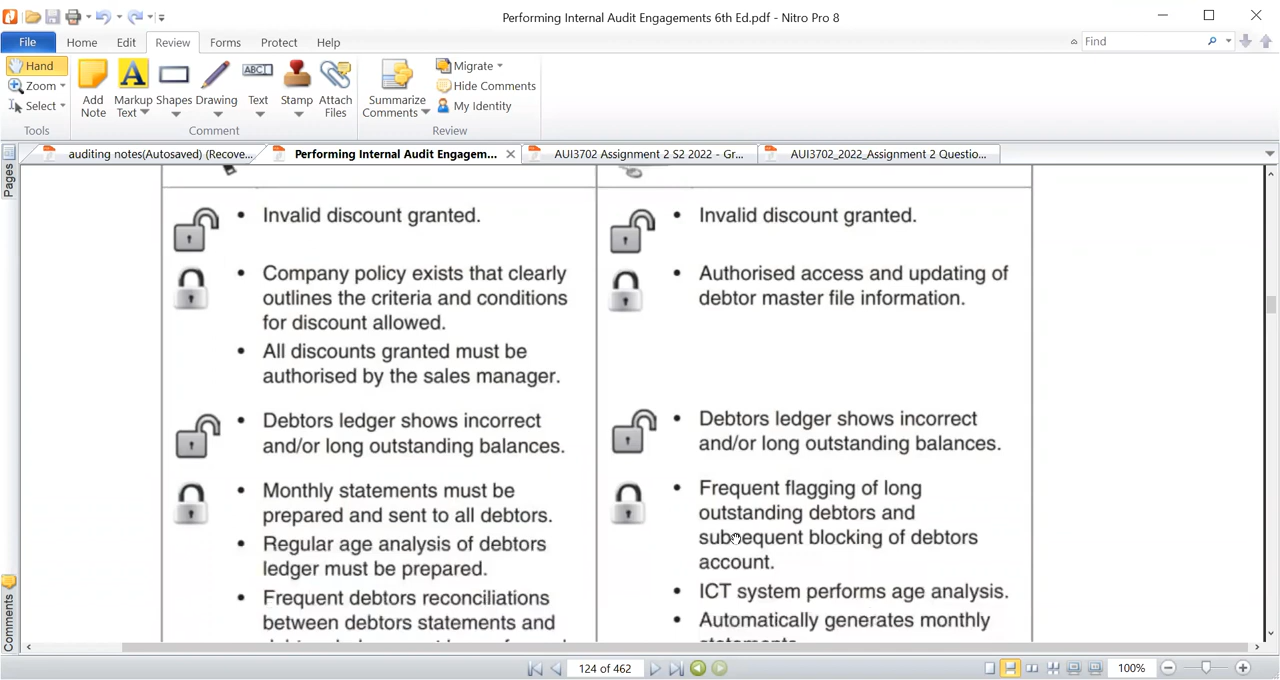 Performing Internal Audit Engagements 6th Ed.pdf - Nitro Pro 8
File Home Edit Review Forms Protect Help Find
Hand
Zoom
Select
Tools
Add Note
Markup Text
Shapes
Drawing
ABC
Text
Stamp
Attach Files
Comment
Summarize Comments
Migrate
Hide Comments
My Identity
Review
auditing notes(Autosaved) (Recove...
Performing Internal Audit Engagem...
AUI3702 Assignment 2 S2 2022 - Gr...
AUI3702_2022_Assignment 2 Questio...
Pages
Comments
• Invalid discount granted.
• Company policy exists that clearly
outlines the criteria and conditions
for discount allowed.
• All discounts granted must be
authorised by the sales manager.
• Debtors ledger shows incorrect
and/or long outstanding balances.
• Monthly statements must be
prepared and sent to all debtors.
• Regular age analysis of debtors
ledger must be prepared.
• Frequent debtors reconciliations
between debtors statements and
• Invalid discount granted.
• Authorised access and updating of
debtor master file information.
• Debtors ledger shows incorrect
and/or long outstanding balances.
• Frequent flagging of long
outstanding debtors and
subsequent blocking of debtors
account.
• ICT system performs age analysis.
• Automatically generates monthly
124 of 462
100%